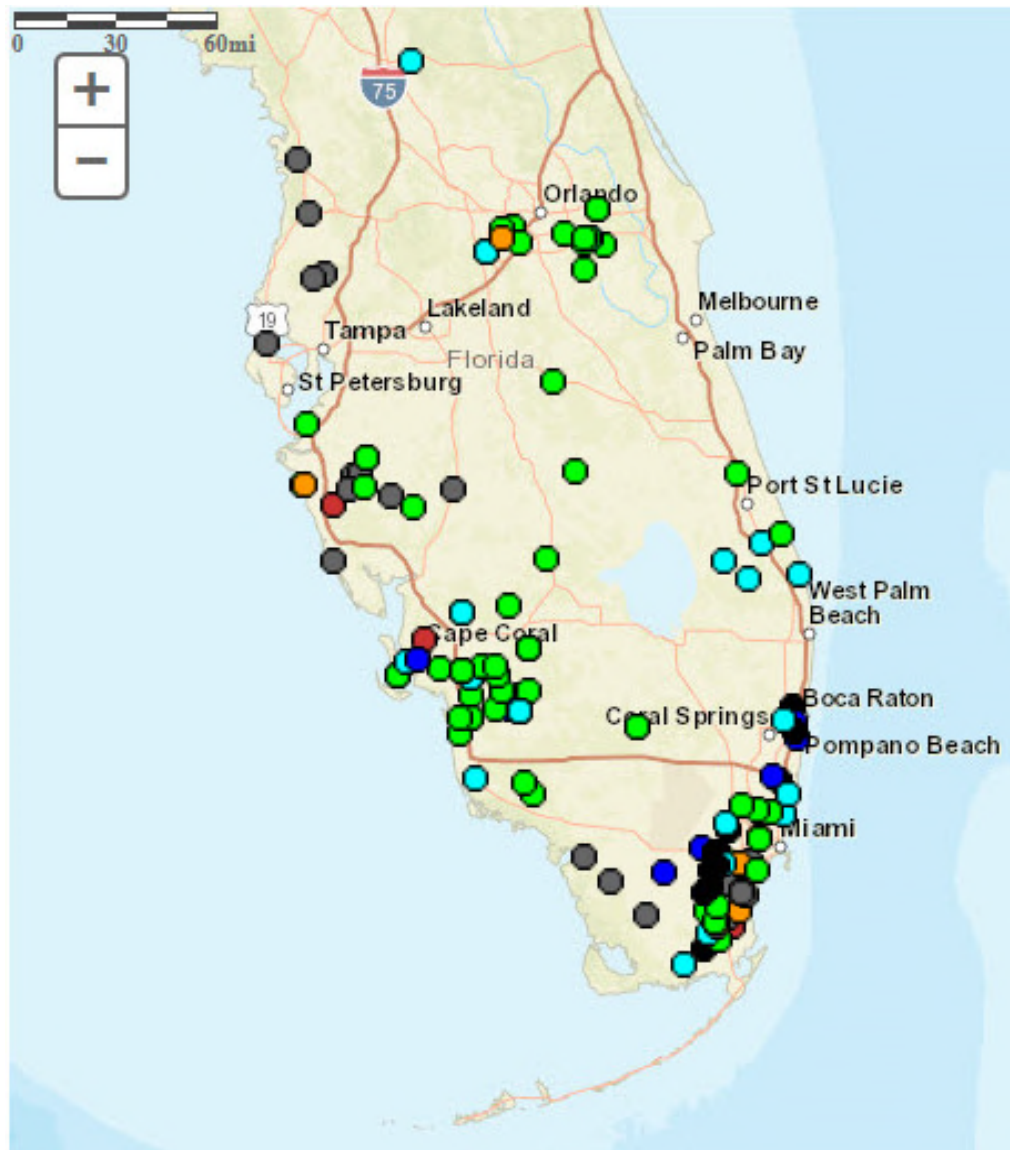 0 30 60mi
+
75
−
Orlando
Melbourne
Lakeland
19
Tampa
Palm Bay
Florida
St Petersburg
Port St Lucie
West Palm
Beach
Cape Coral
Boca Raton
Coral Springs
Pompano Beach
Miami